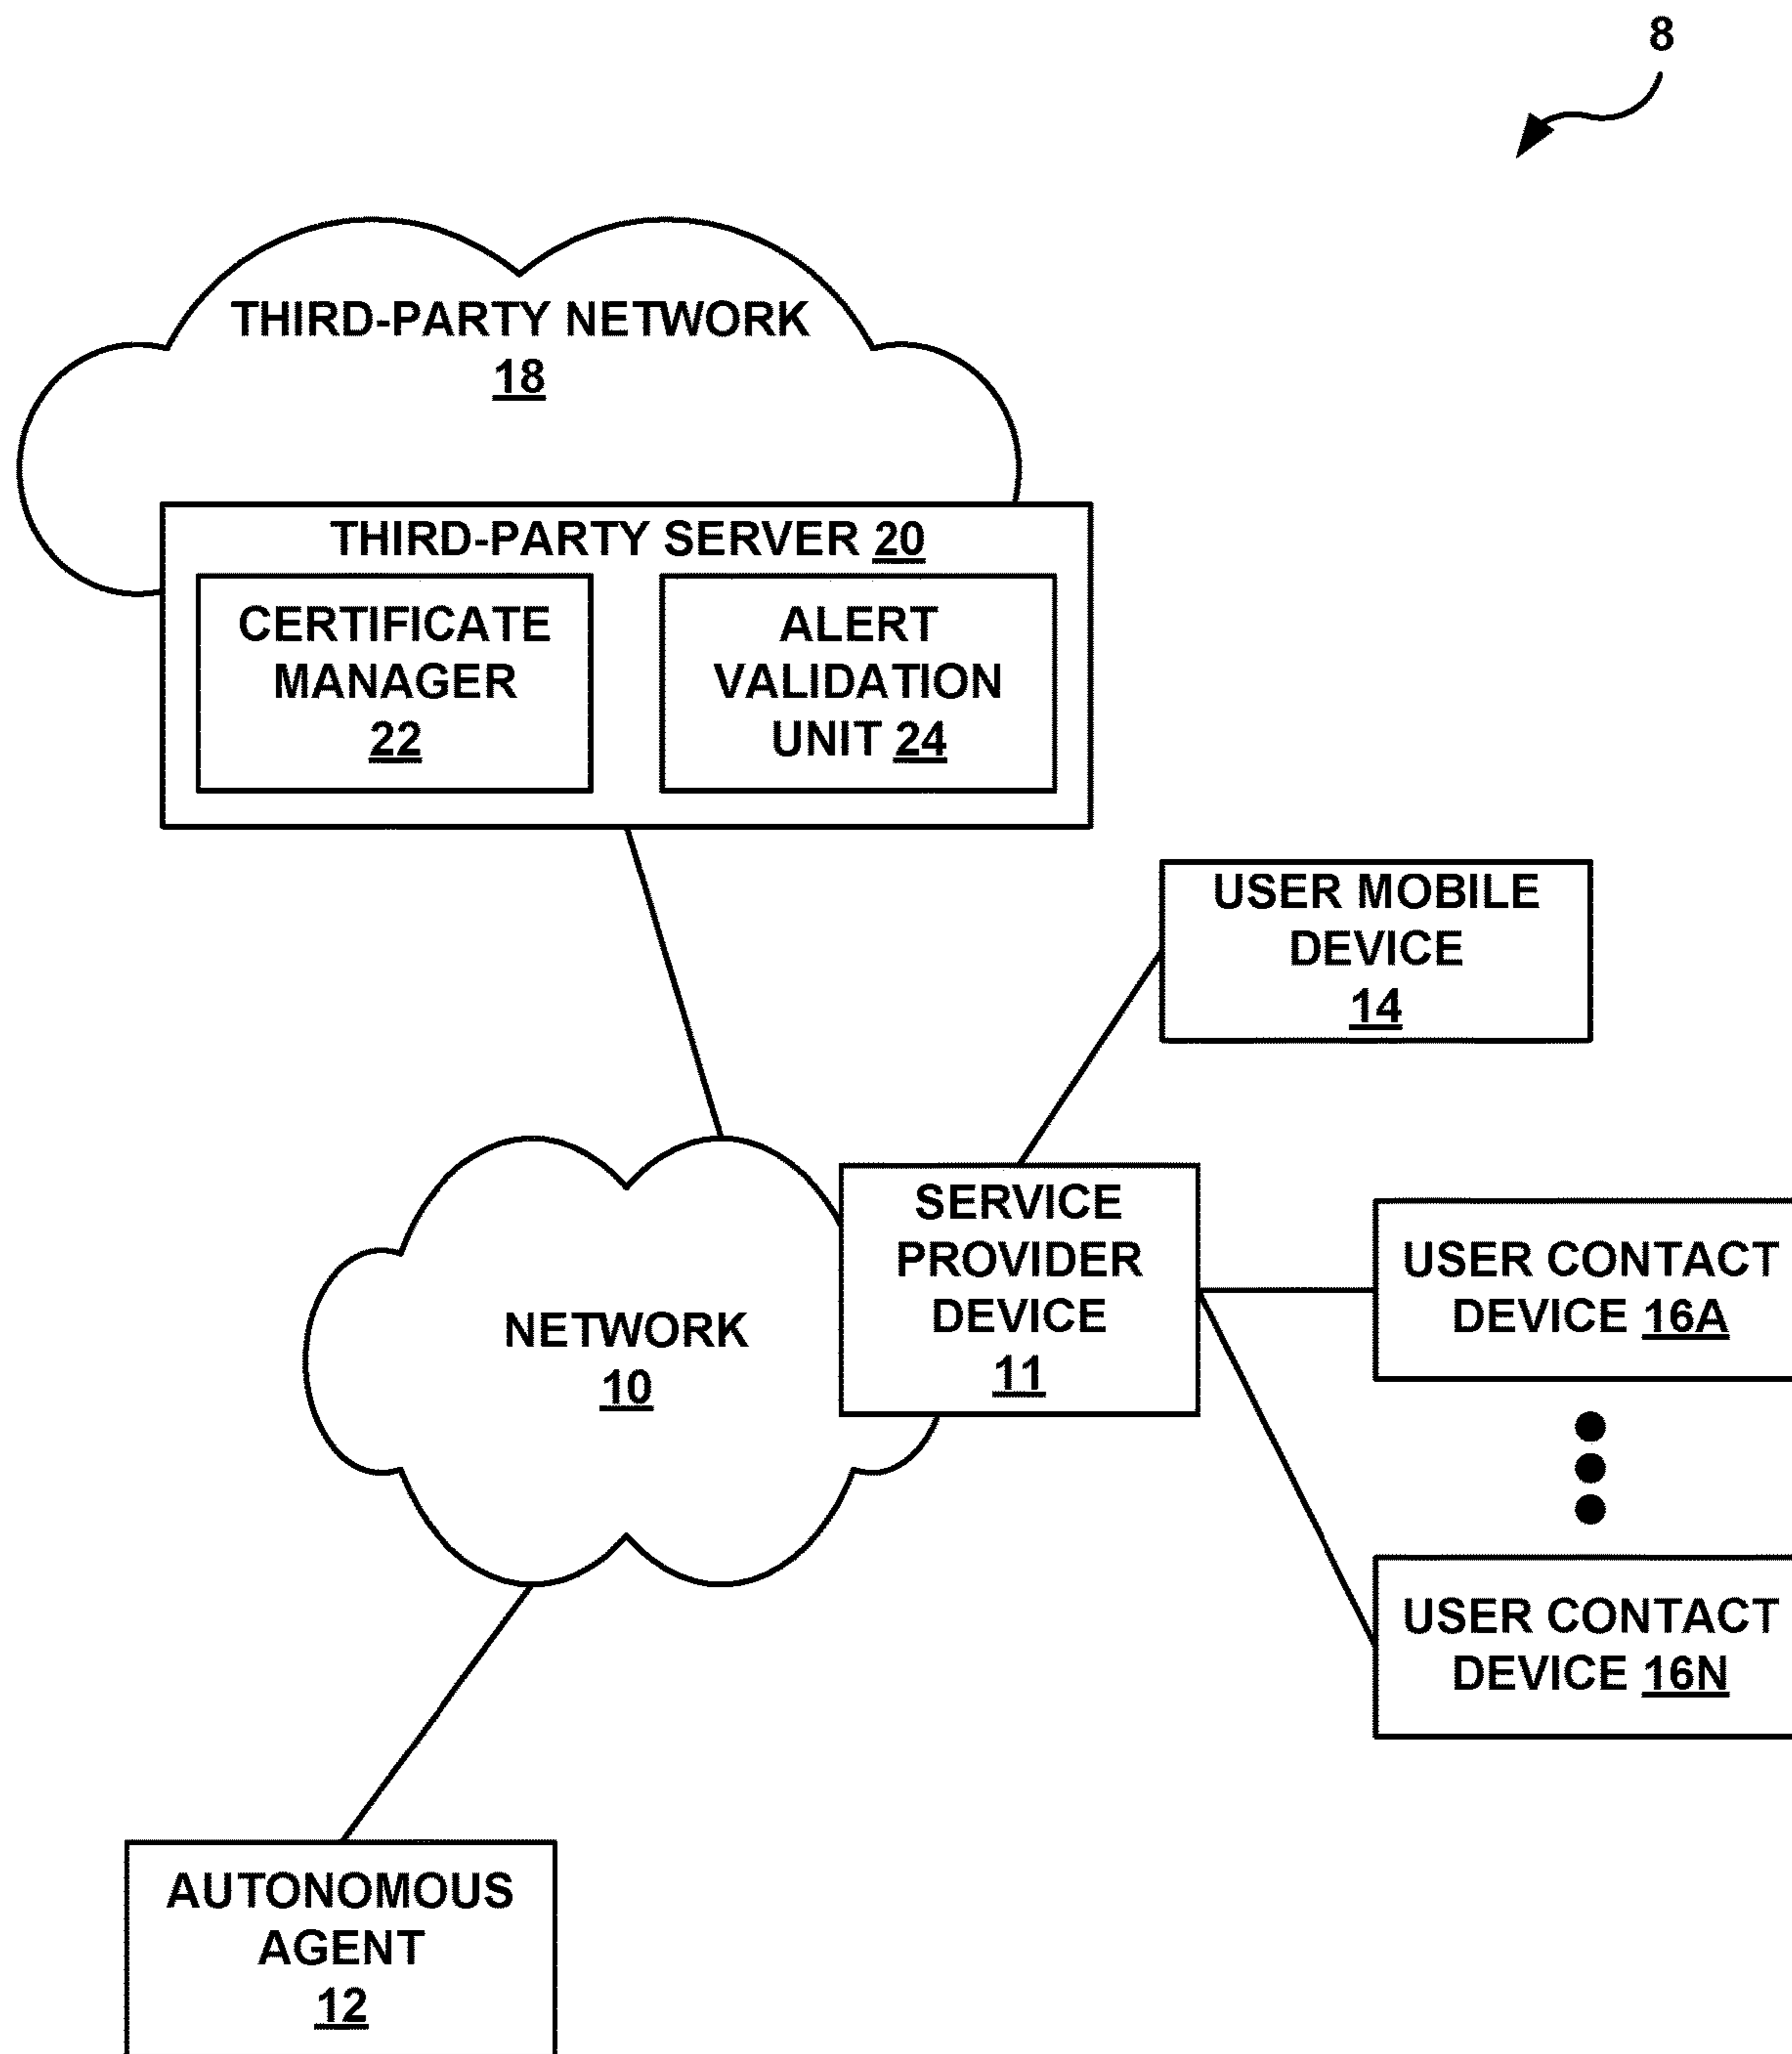 8
THIRD-PARTY NETWORK
18
THIRD-PARTY SERVER 20
CERTIFICATE
MANAGER
22
ALERT
VALIDATION
UNIT 24
USER MOBILE
DEVICE
14
SERVICE
PROVIDER
DEVICE
11
USER CONTACT
DEVICE 16A
NETWORK
10
USER CONTACT
DEVICE 16N
AUTONOMOUS
AGENT
12